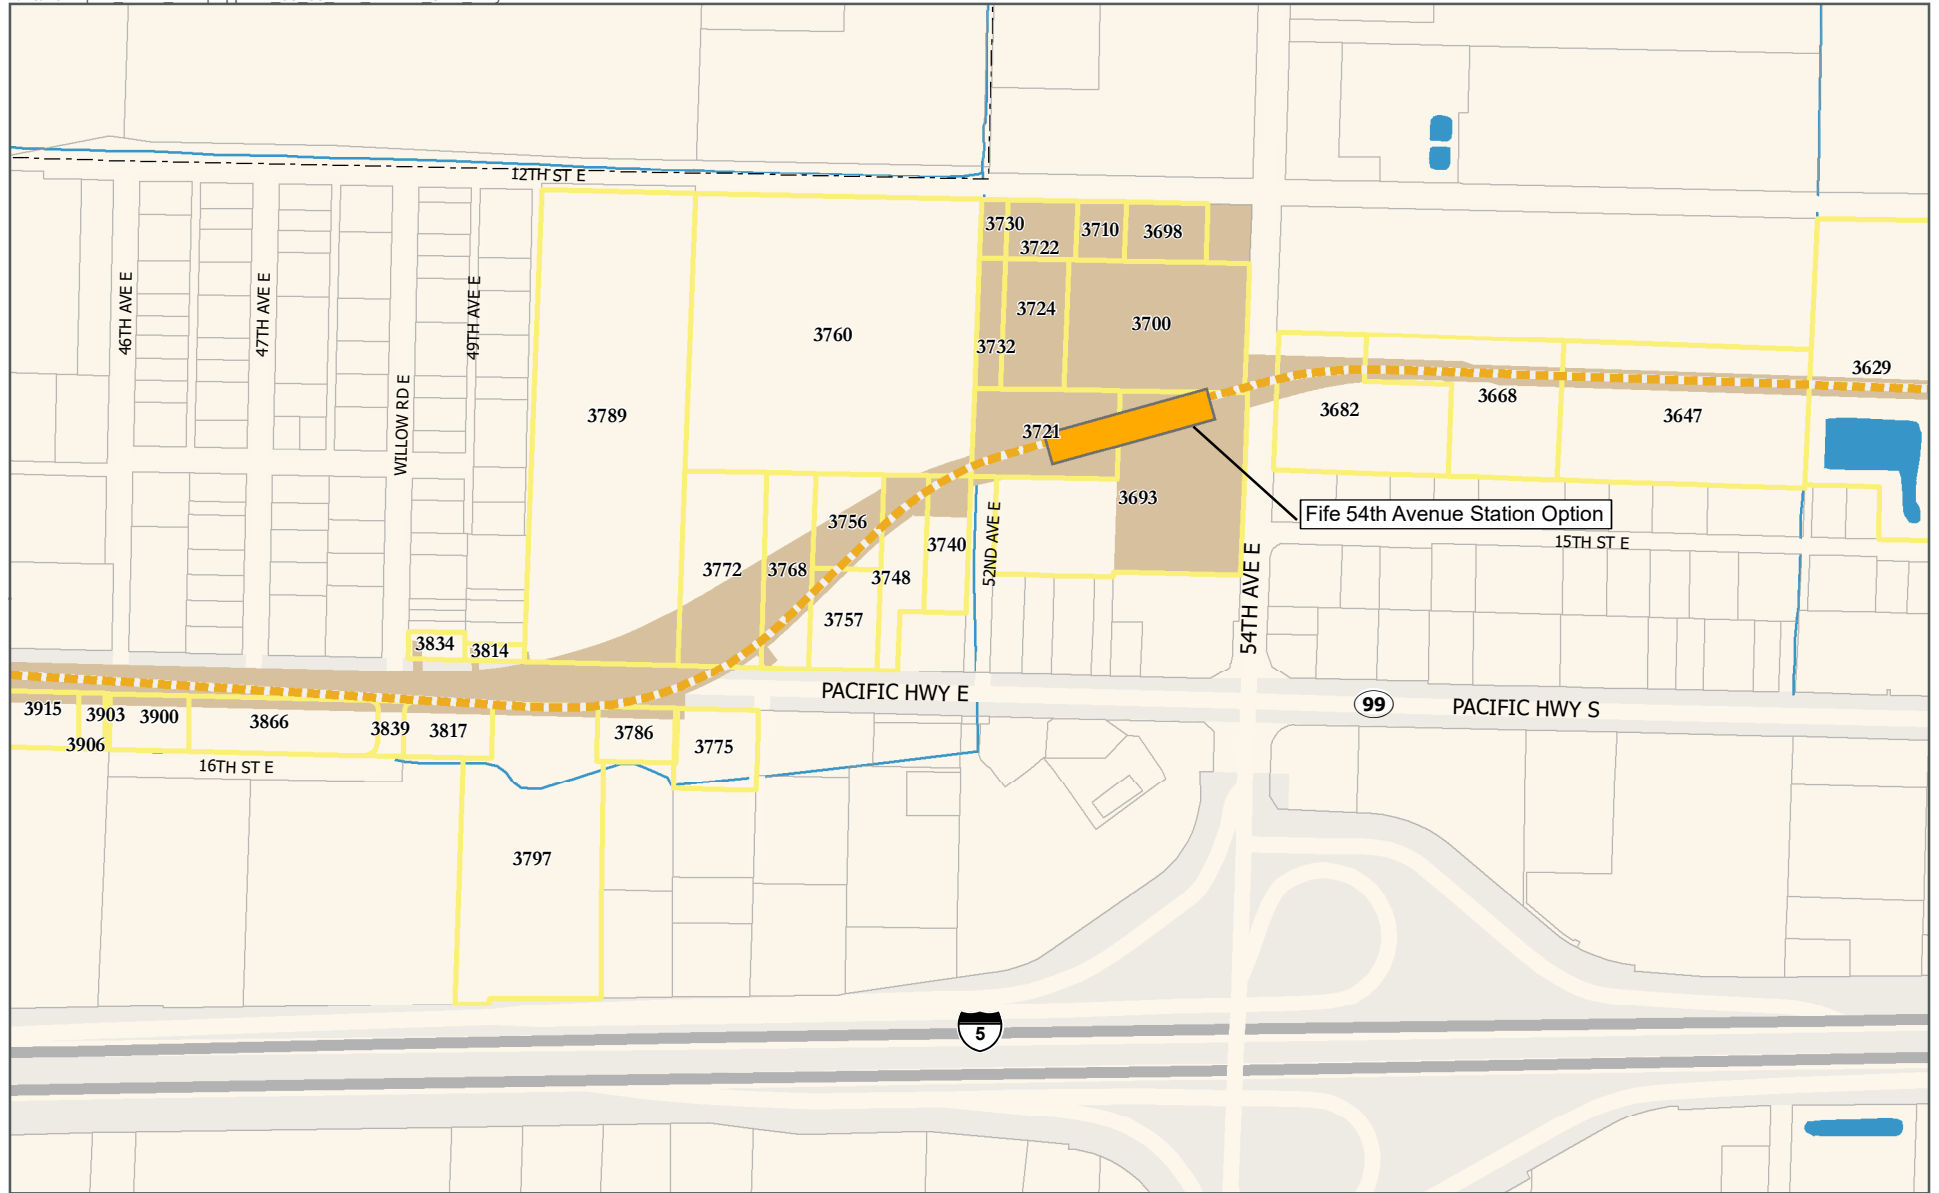 12TH ST E
3730
3722
3710
3698
46TH AVE E
47TH AVE E
49TH AVE E
WILLOW RD E
3760
3724
3700
3732
3629
3789
3682
3668
3647
3721
3693
3756
3740
52ND AVE E
Fife 54th Avenue Station Option
15TH ST E
3772
3768
3748
3757
54TH AVE E
3834
3814
PACIFIC HWY E
99
PACIFIC HWY S
3915
3903
3900
3866
3839
3817
3786
3775
3906
16TH ST E
3797
5